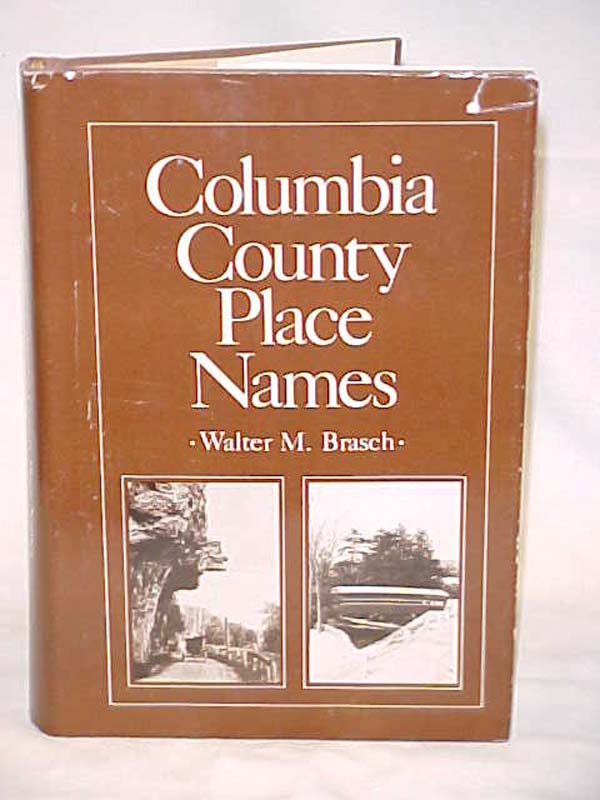 Columbia
County
Place
Names
·Walter M. Brasch·